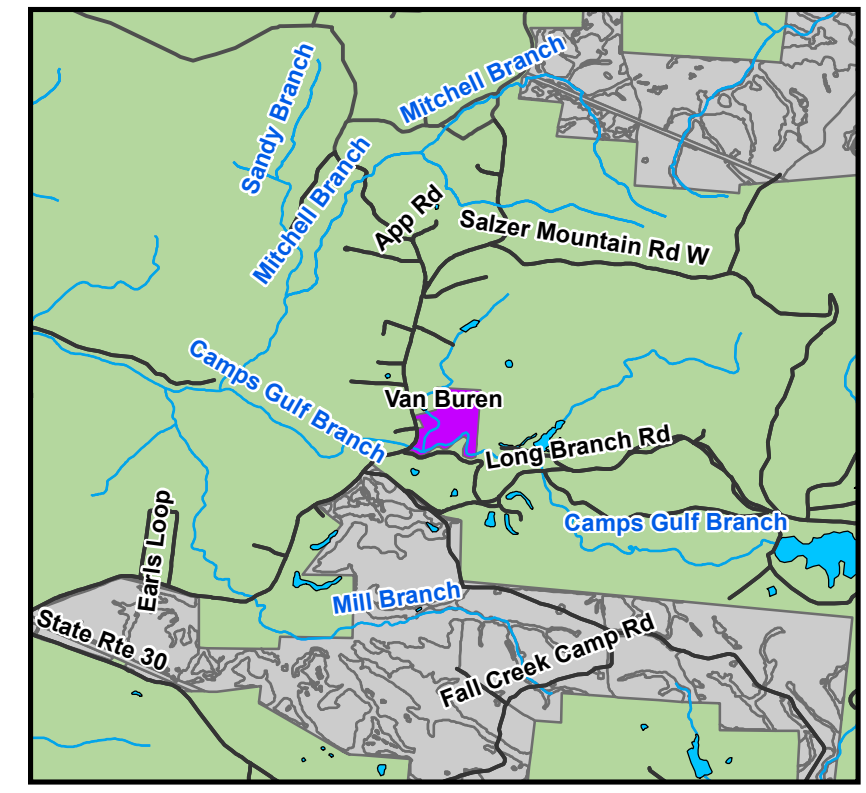 Mitchell Branch
Sandy Branch
Mitchell Branch
App Rd
Salzer Mountain Rd W
Camps Gulf Branch
Van Buren
Long Branch Rd
Camps Gulf Branch
Earls Loop
Mill Branch
State Rte 30
Fall Creek Camp Rd